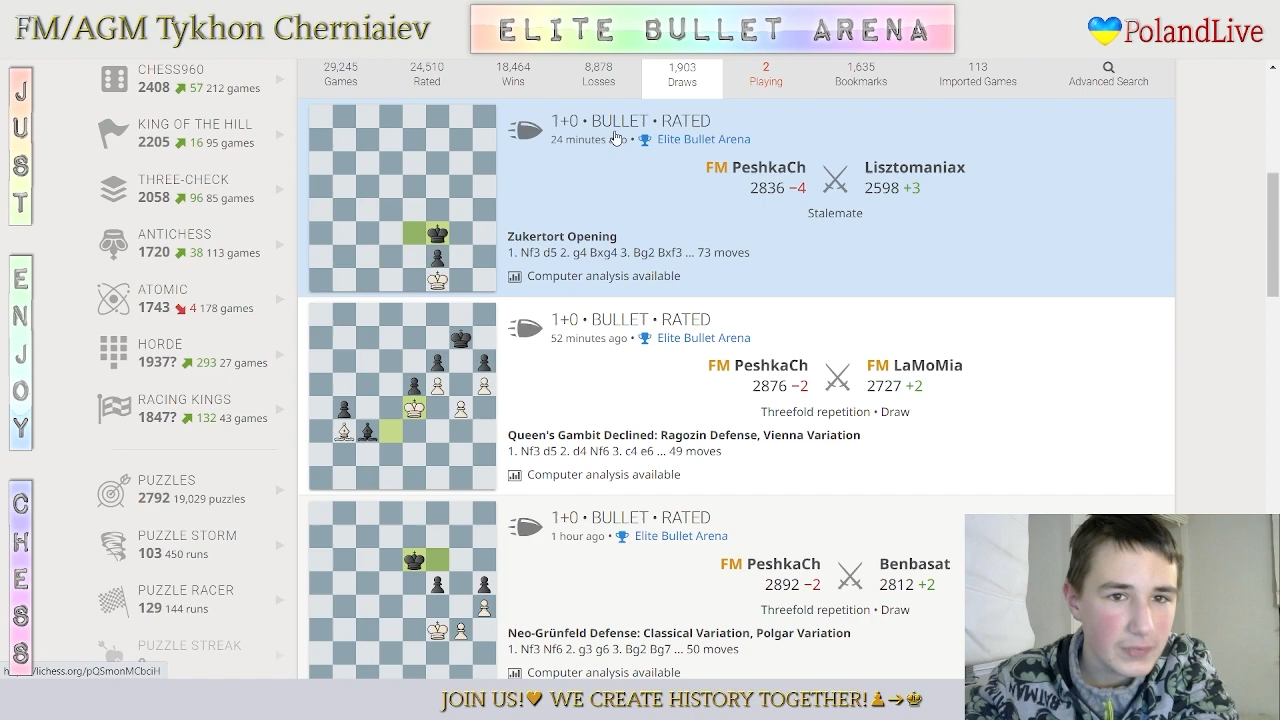 FM/AGM Tykhon Cherniaiev
ELITE BULLET ARENA
PolandLive
JUST
ENJOY
CHESS
CHESS960
2408 57 212 games
KING OF THE HILL
2205 16 95 games
THREE-CHECK
2058 96 85 games
ANTICHESS
1720 38 113 games
ATOMIC
1743 4 178 games
HORDE
1937? 293 27 games
RACING KINGS
1847? 132 43 games
PUZZLES
2792 19,029 puzzles
PUZZLE STORM
103 450 runs
PUZZLE RACER
129 144 runs
PUZZLE STREAK
lichess.org/pQSmonMCbciH
29,245 24,510 18,464 8,878 1,903 2 1,635 113
Games Rated Wins Losses Draws Playing Bookmarks Imported Games Advanced Search
1+0 • BULLET • RATED
24 minutes • Elite Bullet Arena
FM PeshkaCh Lisztomaniax
2836 −4 2598 +3
Stalemate
Zukertort Opening
1. Nf3 d5 2. g4 Bxg4 3. Bg2 Bxf3 ... 73 moves
Computer analysis available
1+0 • BULLET • RATED
52 minutes ago • Elite Bullet Arena
FM PeshkaCh FM LaMoMia
2876 −2 2727 +2
Threefold repetition • Draw
Queen's Gambit Declined: Ragozin Defense, Vienna Variation
1. Nf3 d5 2. d4 Nf6 3. c4 e6 ... 49 moves
Computer analysis available
1+0 • BULLET • RATED
1 hour ago • Elite Bullet Arena
FM PeshkaCh Benbasat
2892 −2 2812 +2
Threefold repetition • Draw
Neo-Grünfeld Defense: Classical Variation, Polgar Variation
1. Nf3 Nf6 2. g3 g6 3. Bg2 Bg7 ... 50 moves
Computer analysis available
BATMAN
JOIN US!♥ WE CREATE HISTORY TOGETHER!♟→♚